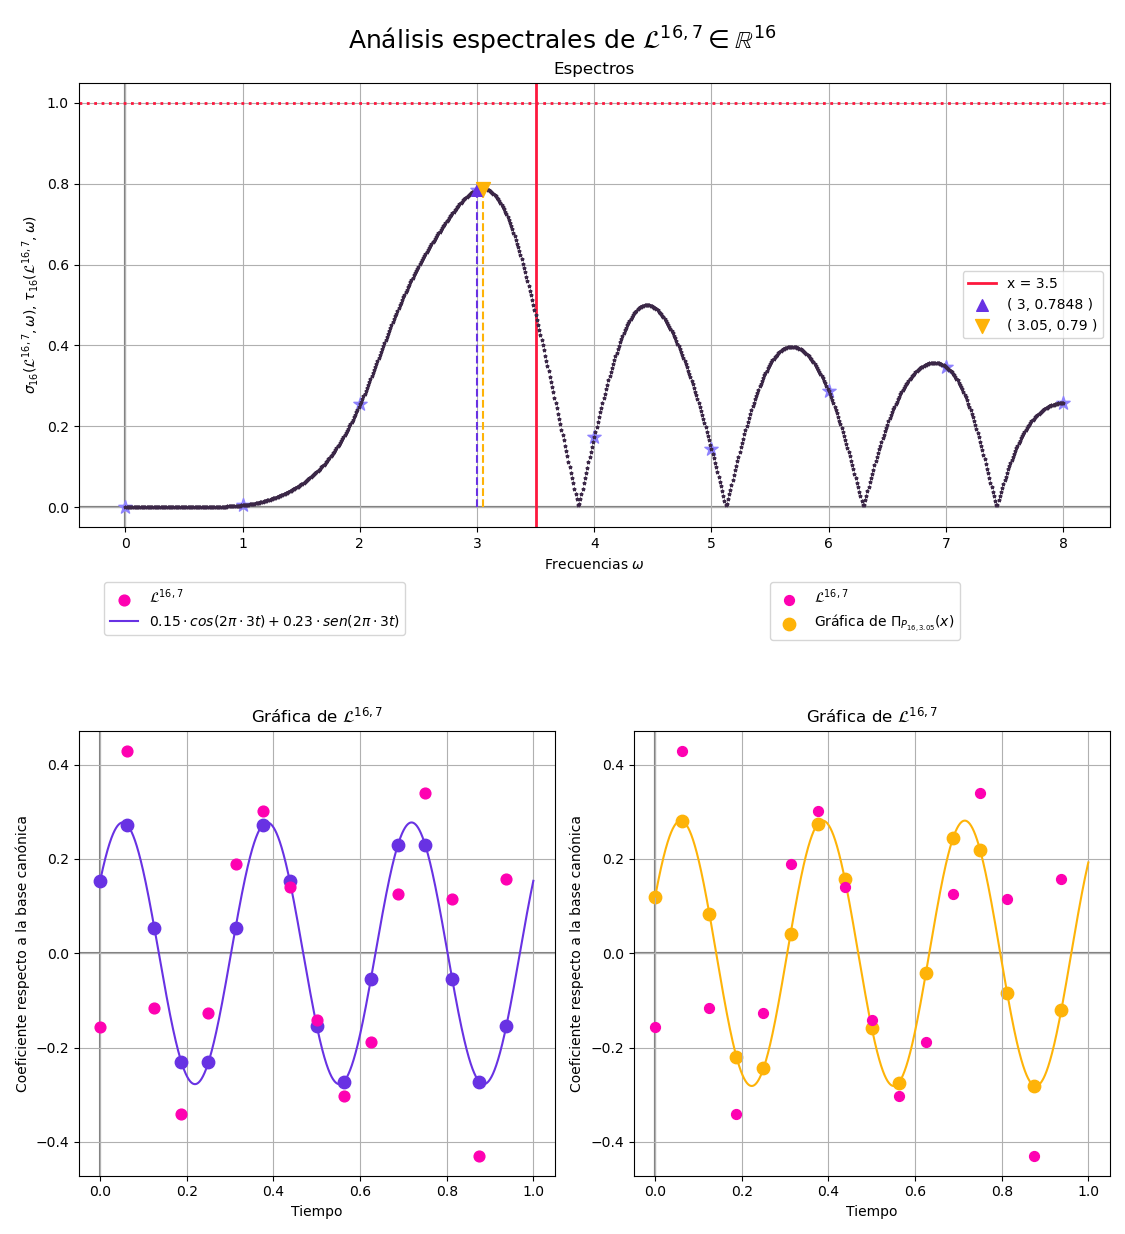 Análisis espectrales de 𝓛^{16,7} ∈ ℝ^{16}
Espectros
1.0
0.8
0.6
0.4
0.2
0.0
σ_{16}(𝓛^{16,7}, ω), τ_{16}(𝓛^{16,7}, ω)
x = 3.5
( 3, 0.7848 )
( 3.05, 0.79 )
0 1 2 3 4 5 6 7 8
Frecuencias ω
𝓛^{16,7}
0.15 · cos(2π · 3t) + 0.23 · sen(2π · 3t)
𝓛^{16,7}
Gráfica de Π_{P_{16,3.05}}(x)
Gráfica de 𝓛^{16,7}
0.4
0.2
0.0
−0.2
−0.4
Coeficiente respecto a la base canónica
0.0 0.2 0.4 0.6 0.8 1.0
Tiempo
Gráfica de 𝓛^{16,7}
0.4
0.2
0.0
−0.2
−0.4
Coeficiente respecto a la base canónica
0.0 0.2 0.4 0.6 0.8 1.0
Tiempo